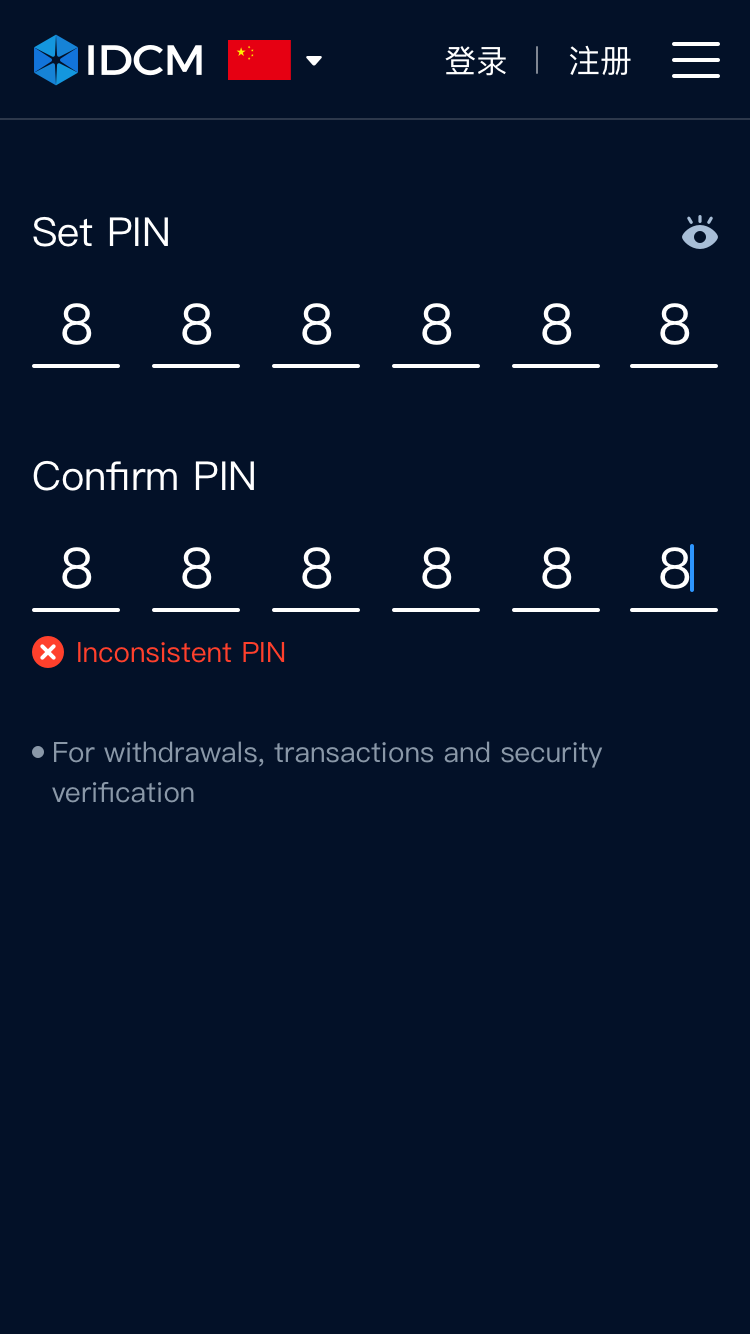 IDCM 登录 注册
Set PIN
8 8 8 8 8 8
Confirm PIN
8 8 8 8 8 8
Inconsistent PIN
For withdrawals, transactions and security
verification